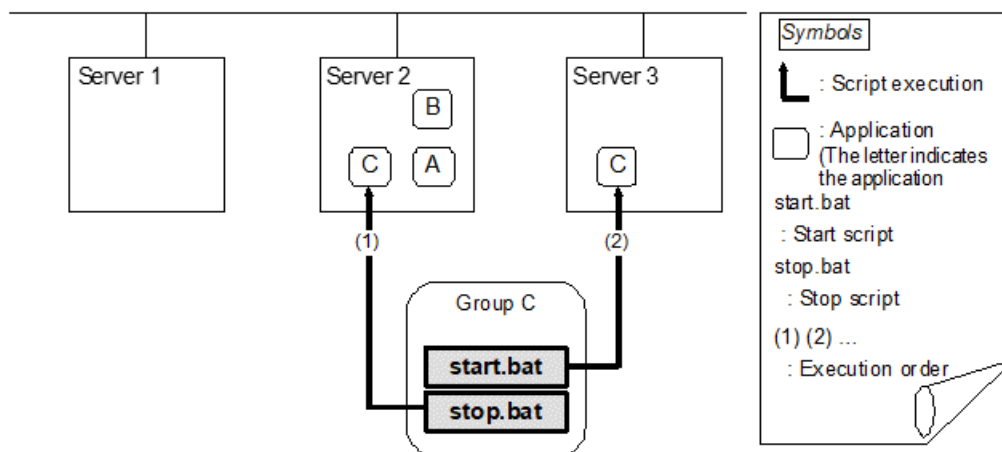 Server 1
Server 2
Server 3
B
C
A
C
(1)
(2)
Group C
start.bat
stop.bat
Symbols
: Script execution
: Application
(The letter indicates
the application
start.bat
: Start script
stop.bat
: Stop script
(1) (2) ...
: Execution order